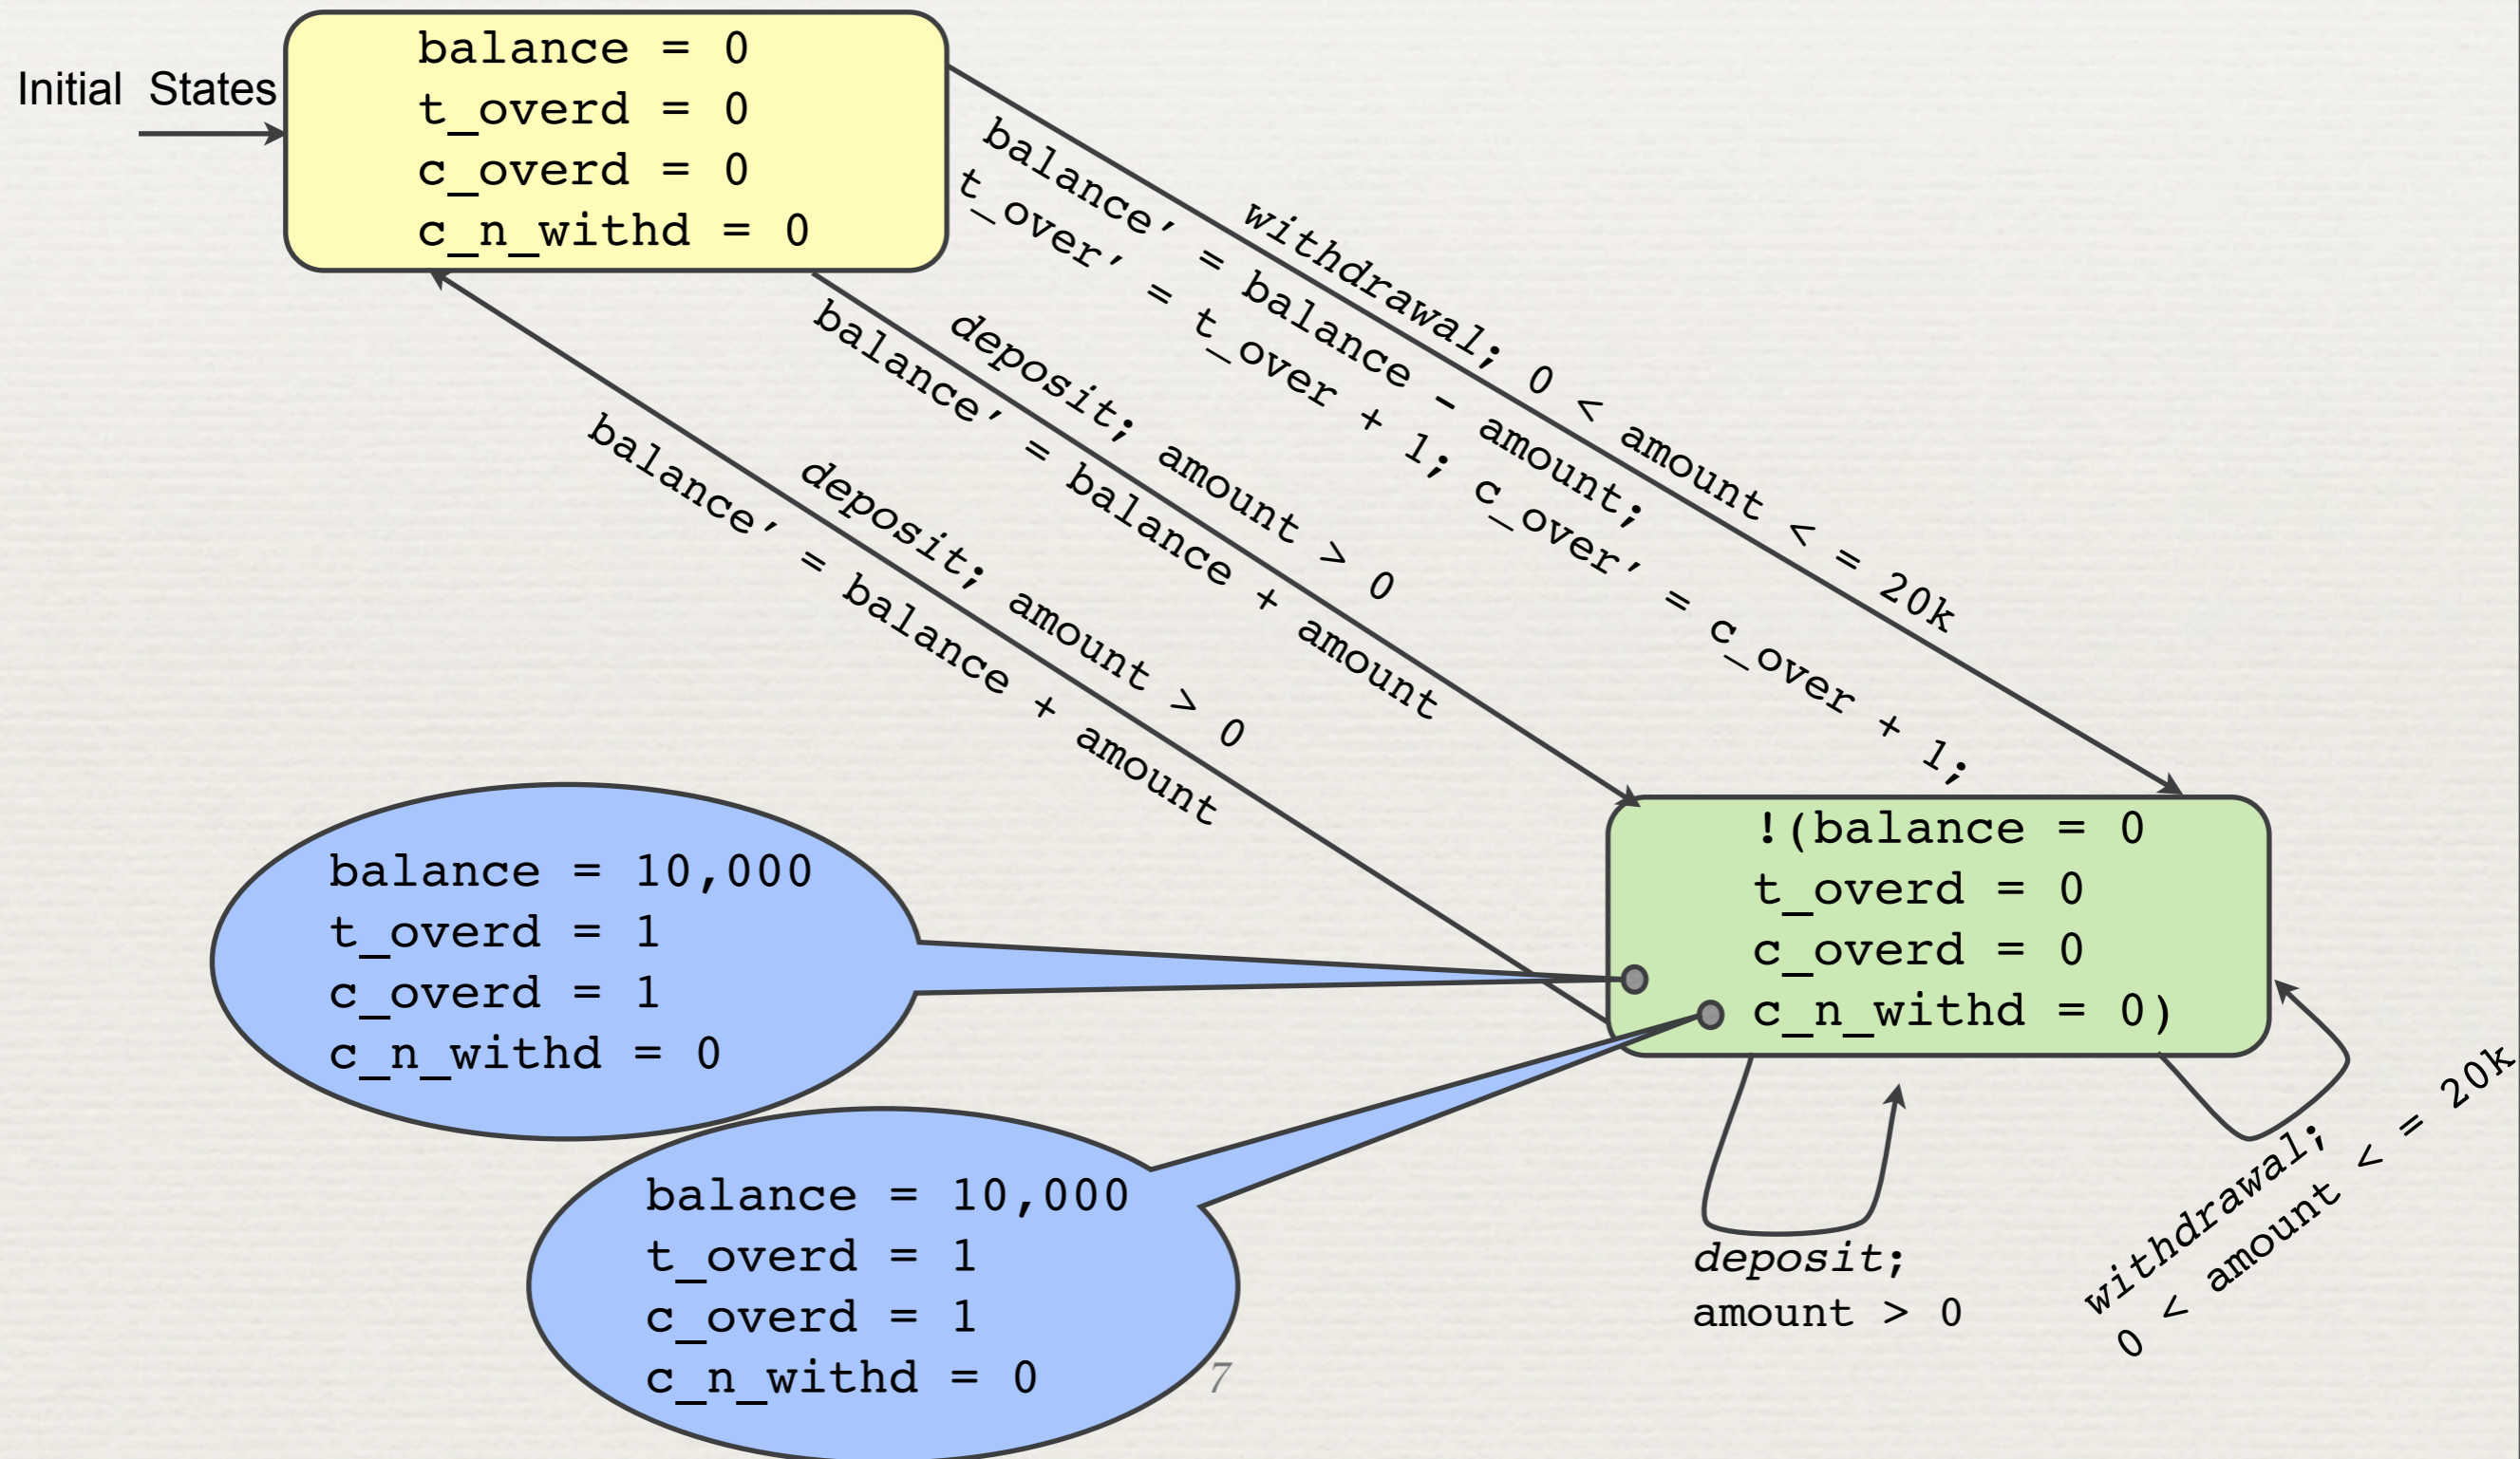 Initial States
balance = 0
t_overd = 0
c_overd = 0
c_n_withd = 0
withdrawal; 0 < amount < = 20k
balance’ = balance - amount;
t_over’ = t_over + 1; c_over’ = c_over + 1;
deposit; amount > 0
balance’ = balance + amount
deposit; amount > 0
balance’ = balance + amount
!(balance = 0
t_overd = 0
c_overd = 0
c_n_withd = 0)
balance = 10,000
t_overd = 1
c_overd = 1
c_n_withd = 0
balance = 10,000
t_overd = 1
c_overd = 1
c_n_withd = 0
deposit;
amount > 0
withdrawal;
0 < amount < = 20k
7